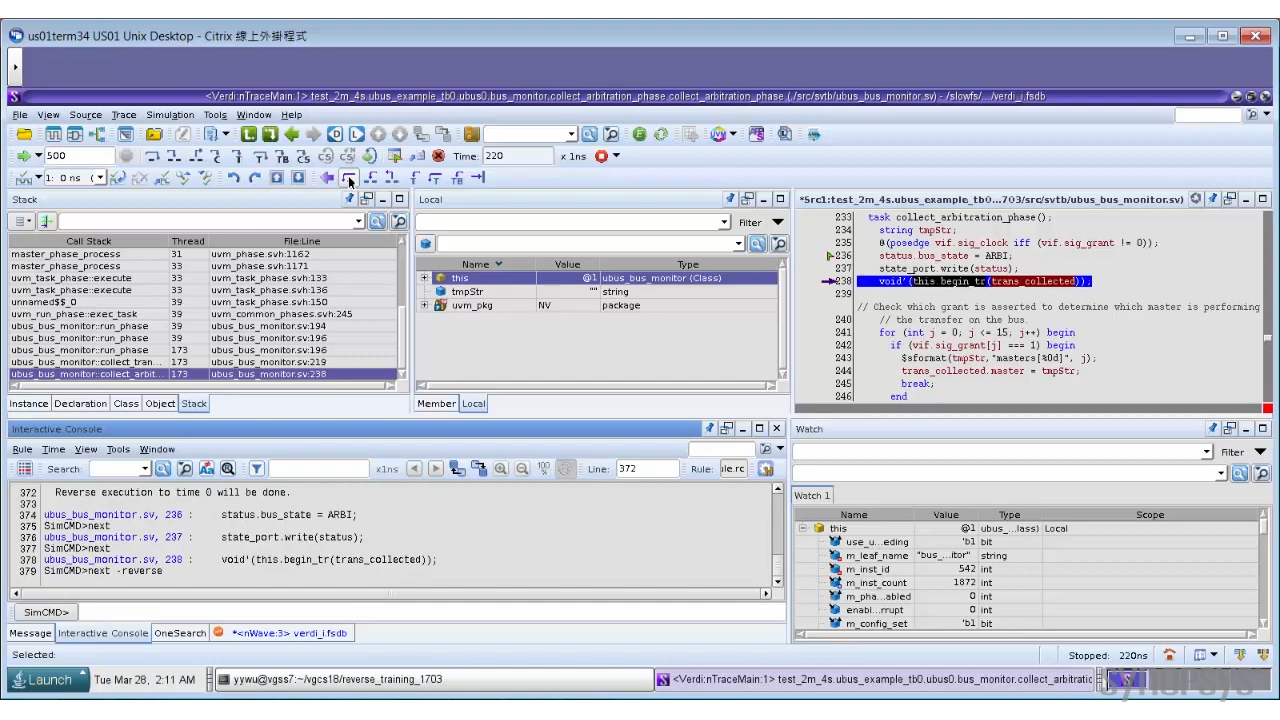 us01term34 US01 Unix Desktop - Citrix 線上外掛程式
<Verdi:nTraceMain:1> test_2m_4s.ubus_example_tb0.ubus0.bus_monitor.collect_arbitration_phase.collect_arbitration_phase (./src/svtb/ubus_bus_monitor.sv) - /slowfs/.../verdi_i.fsdb
File View Source Trace Simulation Tools Window Help
500 Time: 220 x 1ns
1: 0 ns (
Stack
Call Stack Thread File:Line
master_phase_process 31 uvm_phase.svh:1162
master_phase_process 33 uvm_phase.svh:1171
uvm_task_phase::execute 33 uvm_task_phase.svh:133
uvm_task_phase::execute 39 uvm_task_phase.svh:136
unnamed$$_0 39 uvm_task_phase.svh:150
uvm_run_phase::exec_task 39 uvm_common_phases.svh:245
ubus_bus_monitor::run_phase 39 ubus_bus_monitor.sv:194
ubus_bus_monitor::run_phase 39 ubus_bus_monitor.sv:196
ubus_bus_monitor::run_phase 173 ubus_bus_monitor.sv:196
ubus_bus_monitor::collect_tran... 173 ubus_bus_monitor.sv:219
ubus_bus_monitor::collect_arbit... 173 ubus_bus_monitor.sv:238
Instance Declaration Class Object Stack
Local
Filter
Name Value Type
this @1 ubus_bus_monitor (Class)
tmpStr "" string
uvm_pkg NV package
Member Local
*Src1:test_2m_4s.ubus_example_tb0...703/src/svtb/ubus_bus_monitor.sv)
233 task collect_arbitration_phase();
234 string tmpStr;
235 @(posedge vif.sig_clock iff (vif.sig_grant != 0));
236 status.bus_state = ARBI;
237 state_port.write(status);
238 void'(this.begin_tr(trans_collected));
239
// Check which grant is asserted to determine which master is performing
240 // the transfer on the bus.
241 for (int j = 0; j <= 15; j++) begin
242 if (vif.sig_grant[j] === 1) begin
243 $sformat(tmpStr,"masters[%0d]", j);
244 trans_collected.master = tmpStr;
245 break;
246 end
Interactive Console
Rule Time View Tools Window
Search: x1ns 100% Line: 372 Rule: ule.rc
372 Reverse execution to time 0 will be done.
373
374 ubus_bus_monitor.sv, 236 : status.bus_state = ARBI;
375 SimCMD>next
376 ubus_bus_monitor.sv, 237 : state_port.write(status);
377 SimCMD>next
378 ubus_bus_monitor.sv, 238 : void'(this.begin_tr(trans_collected));
379 SimCMD>next -reverse
SimCMD>
Message Interactive Console OneSearch *<nWave:3> verdi_i.fsdb
Watch
Filter
Watch 1
Name Value Type Scope
this @1 ubus_...lass) Local
use_u...eding 'b1 bit
m_leaf_name "bus_...itor" string
m_inst_id 542 int
m_inst_count 1872 int
m_pha...abled 0 int
enabl...rrupt 0 int
m_config_set 'b1 bit
Selected: Stopped: 220ns
Launch Tue Mar 28, 2:11 AM yywu@vgss7:~/vgcs18/reverse_training_1703 <Verdi:nTraceMain:1> test_2m_4s.ubus_example_tb0.ubus0.bus_monitor.collect_arbitrati
SYNOPSYS